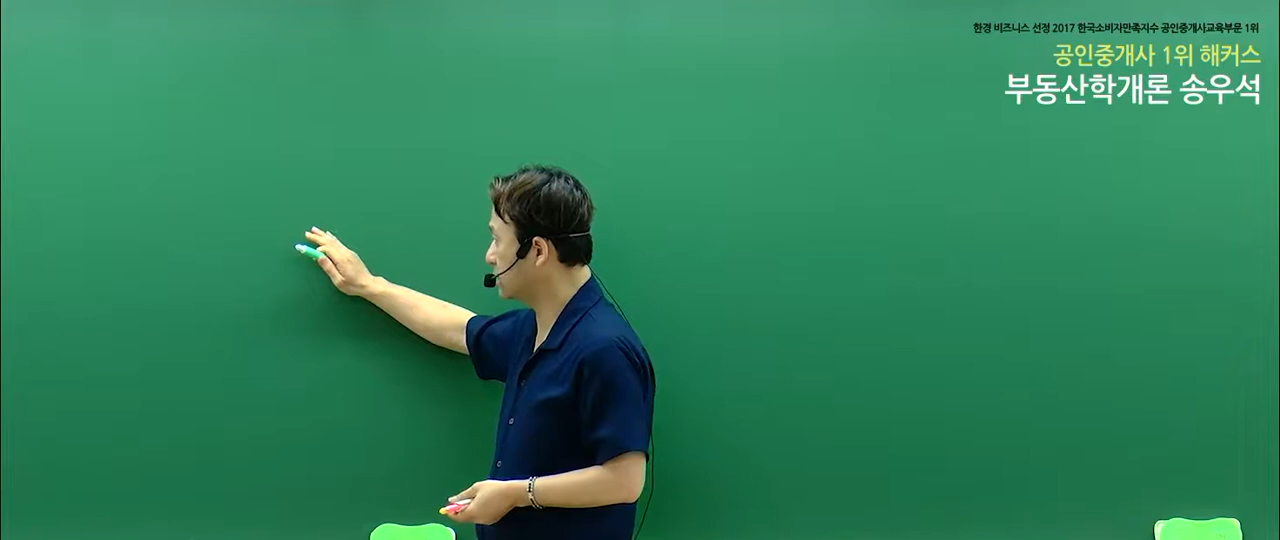 한경 비즈니스 선정 2017 한국소비자만족지수 공인중개사교육부문 1위
공인중개사 1위 해커스
부동산학개론 송우석